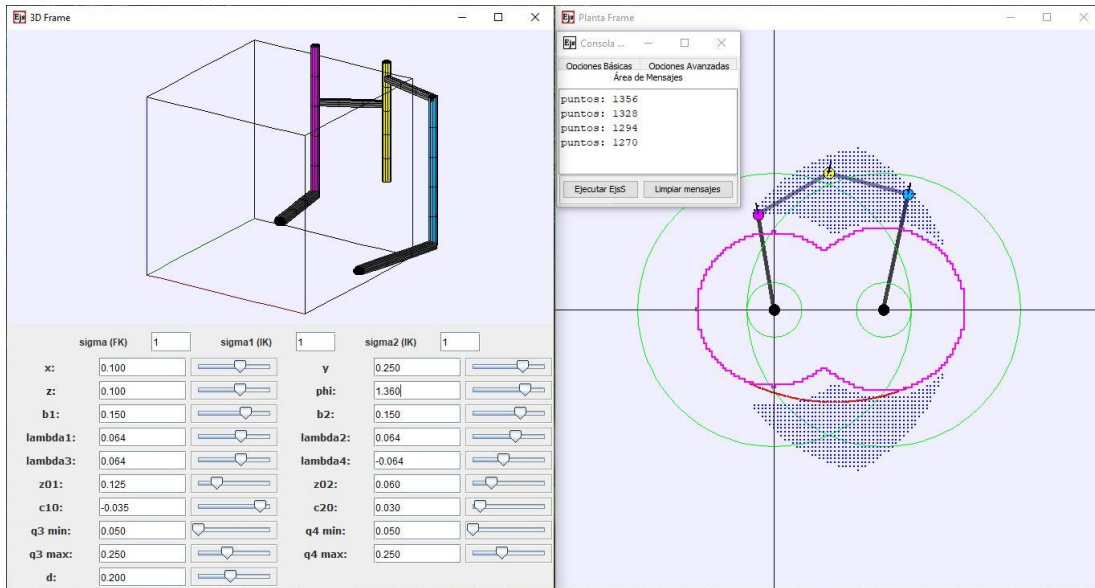 Ejs 3D Frame
Ejs Planta Frame
Ejs Consola ...
Opciones Básicas Opciones Avanzadas
Área de Mensajes
puntos: 1356
puntos: 1328
puntos: 1294
puntos: 1270
Ejecutar EjsS Limpiar mensajes
sigma (FK) 1 sigma1 (IK) 1 sigma2 (IK) 1
x: 0.100 y 0.250
z: 0.100 phi: 1.360
b1: 0.150 b2: 0.150
lambda1: 0.064 lambda2: 0.064
lambda3: 0.064 lambda4: -0.064
z01: 0.125 z02: 0.060
c10: -0.035 c20: 0.030
q3 min: 0.050 q4 min: 0.050
q3 max: 0.250 q4 max: 0.250
d: 0.200